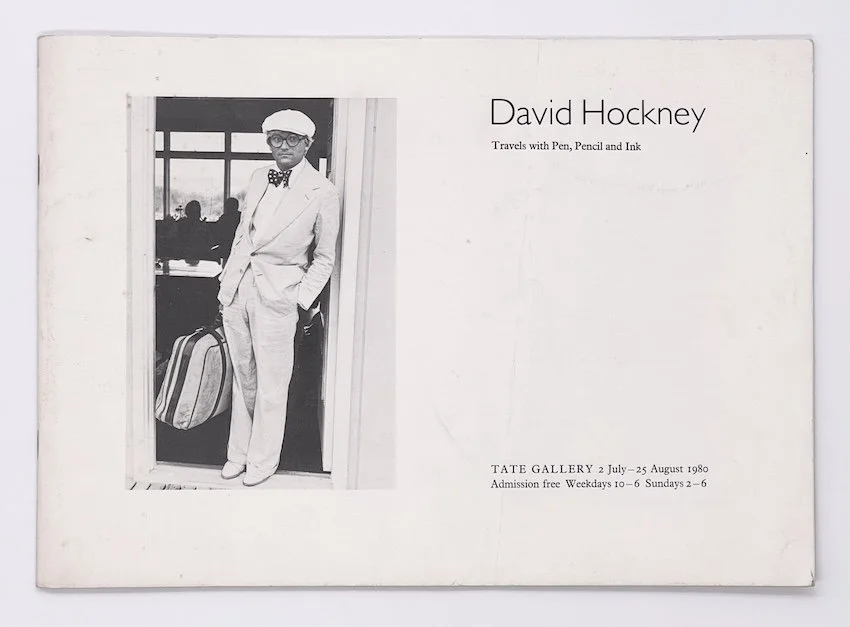 David Hockney
Travels with Pen, Pencil and Ink
TATE GALLERY 2 July–25 August 1980
Admission free Weekdays 10–6 Sundays 2–6